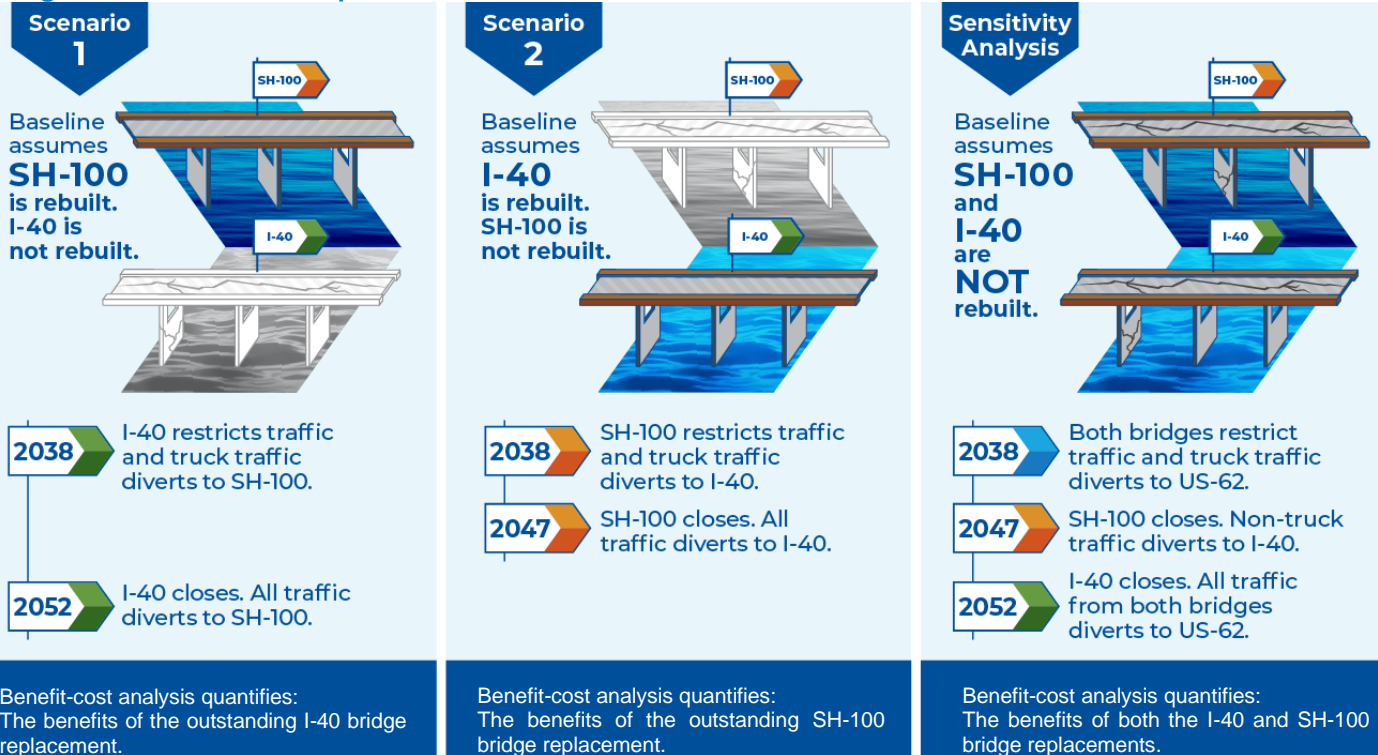 Scenario
1
SH-100
Baseline
assumes
SH-100
is rebuilt.
I-40 is
not rebuilt.
I-40
2038
I-40 restricts traffic
and truck traffic
diverts to SH-100.
2052
I-40 closes. All traffic
diverts to SH-100.
Benefit-cost analysis quantifies:
The benefits of the outstanding I-40 bridge
replacement.
Scenario
2
SH-100
Baseline
assumes
I-40
is rebuilt.
SH-100 is
not rebuilt.
I-40
2038
SH-100 restricts traffic
and truck traffic
diverts to I-40.
2047
SH-100 closes. All
traffic diverts to I-40.
Benefit-cost analysis quantifies:
The benefits of the outstanding SH-100
bridge replacement.
Sensitivity
Analysis
SH-100
Baseline
assumes
SH-100
and
I-40
are
NOT
rebuilt.
I-40
2038
Both bridges restrict
traffic and truck traffic
diverts to US-62.
2047
SH-100 closes. Non-truck
traffic diverts to I-40.
2052
I-40 closes. All traffic
from both bridges
diverts to US-62.
Benefit-cost analysis quantifies:
The benefits of both the I-40 and SH-100
bridge replacements.